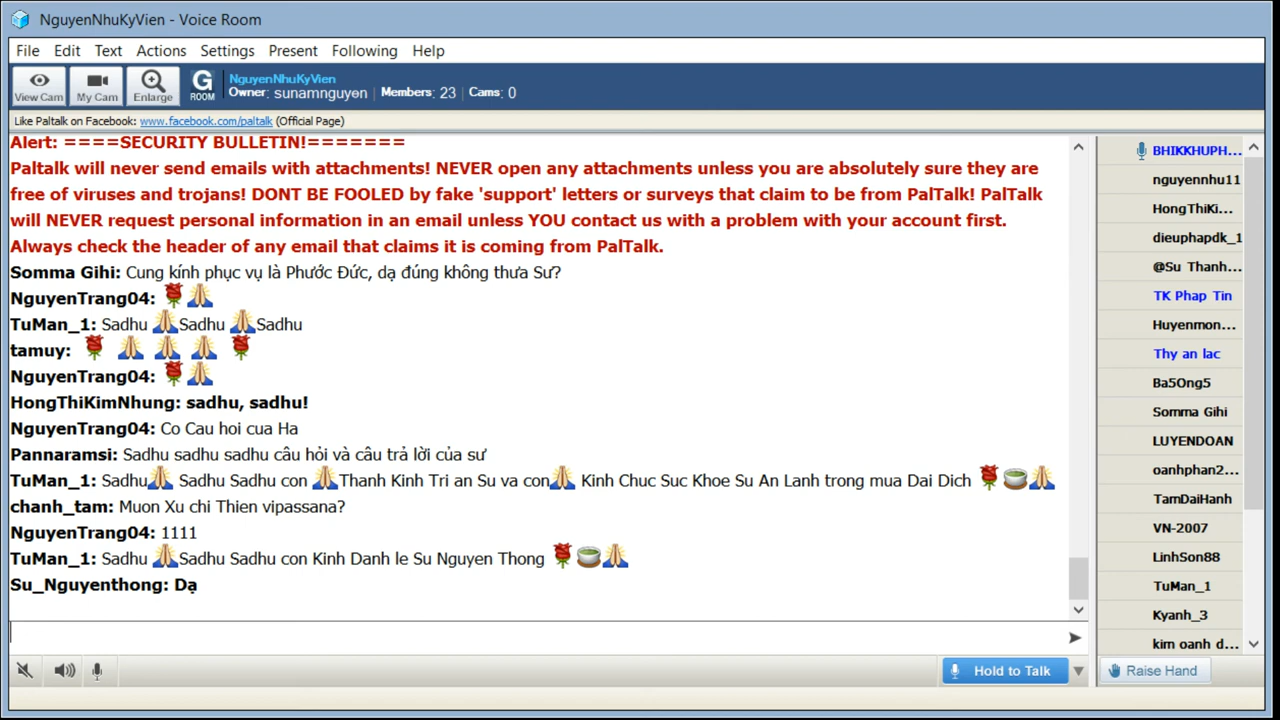 NguyenNhuKyVien - Voice Room
File Edit Text Actions Settings Present Following Help
View Cam My Cam Enlarge G ROOM
NguyenNhuKyVien
Owner: sunamnguyen | Members: 23 | Cams: 0
Like Paltalk on Facebook: www.facebook.com/paltalk (Official Page)
Alert: ====SECURITY BULLETIN!=======
Paltalk will never send emails with attachments! NEVER open any attachments unless you are absolutely sure they are
free of viruses and trojans! DONT BE FOOLED by fake 'support' letters or surveys that claim to be from PalTalk! PalTalk
will NEVER request personal information in an email unless YOU contact us with a problem with your account first.
Always check the header of any email that claims it is coming from PalTalk.
Somma Gihi: Cung kính phục vụ là Phước Đức, dạ đúng không thưa Sư?
NguyenTrang04: 🌹🙏
TuMan_1: Sadhu 🙏Sadhu 🙏Sadhu
tamuy: 🌹 🙏 🙏 🙏 🌹
NguyenTrang04: 🌹🙏
HongThiKimNhung: sadhu, sadhu!
NguyenTrang04: Co Cau hoi cua Ha
Pannaramsi: Sadhu sadhu sadhu câu hỏi và câu trả lời của sư
TuMan_1: Sadhu🙏 Sadhu Sadhu con 🙏Thanh Kinh Tri an Su va con🙏 Kinh Chuc Suc Khoe Su An Lanh trong mua Dai Dich 🌹🍵🙏
chanh_tam: Muon Xu chi Thien vipassana?
NguyenTrang04: 1111
TuMan_1: Sadhu 🙏Sadhu Sadhu con Kinh Danh le Su Nguyen Thong 🌹🍵🙏
Su_Nguyenthong: Dạ
Hold to Talk
BHIKKHUPH...
nguyennhu11
HongThiKi...
dieuphapdk_1
@Su Thanh...
TK Phap Tin
Huyenmon...
Thy an lac
Ba5Ong5
Somma Gihi
LUYENDOAN
oanhphan2...
TamDaiHanh
VN-2007
LinhSon88
TuMan_1
Kyanh_3
kim oanh d...
Raise Hand